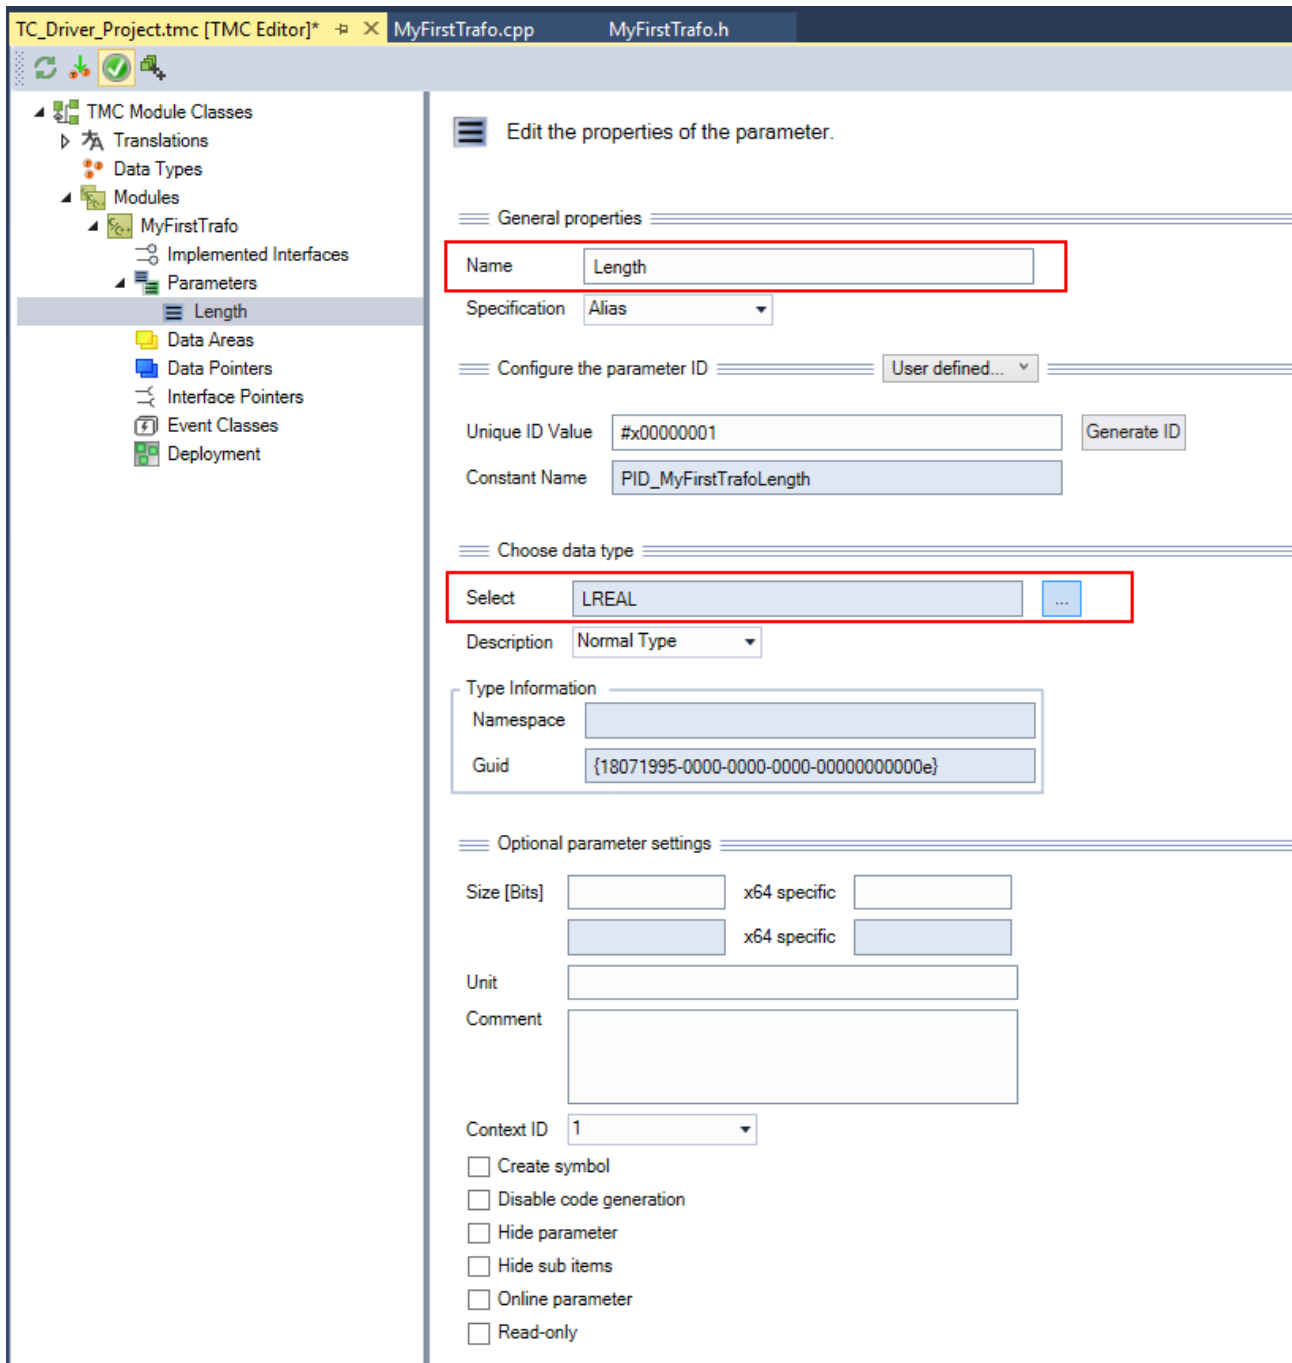 TC_Driver_Project.tmc [TMC Editor]* MyFirstTrafo.cpp MyFirstTrafo.h
TMC Module Classes
Translations
Data Types
Modules
MyFirstTrafo
Implemented Interfaces
Parameters
Length
Data Areas
Data Pointers
Interface Pointers
Event Classes
Deployment
Edit the properties of the parameter.
General properties
Name Length
Specification Alias
Configure the parameter ID User defined...
Unique ID Value #x00000001 Generate ID
Constant Name PID_MyFirstTrafoLength
Choose data type
Select LREAL ...
Description Normal Type
Type Information
Namespace
Guid {18071995-0000-0000-0000-00000000000e}
Optional parameter settings
Size [Bits] x64 specific
x64 specific
Unit
Comment
Context ID 1
Create symbol
Disable code generation
Hide parameter
Hide sub items
Online parameter
Read-only